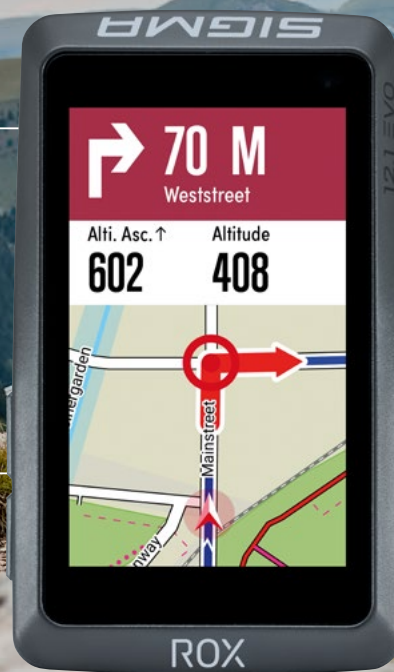 SIGMA
12.1 EVO
70 M
Weststreet
Alti. Asc.↑ Altitude
602 408
Mainstreet
ROX